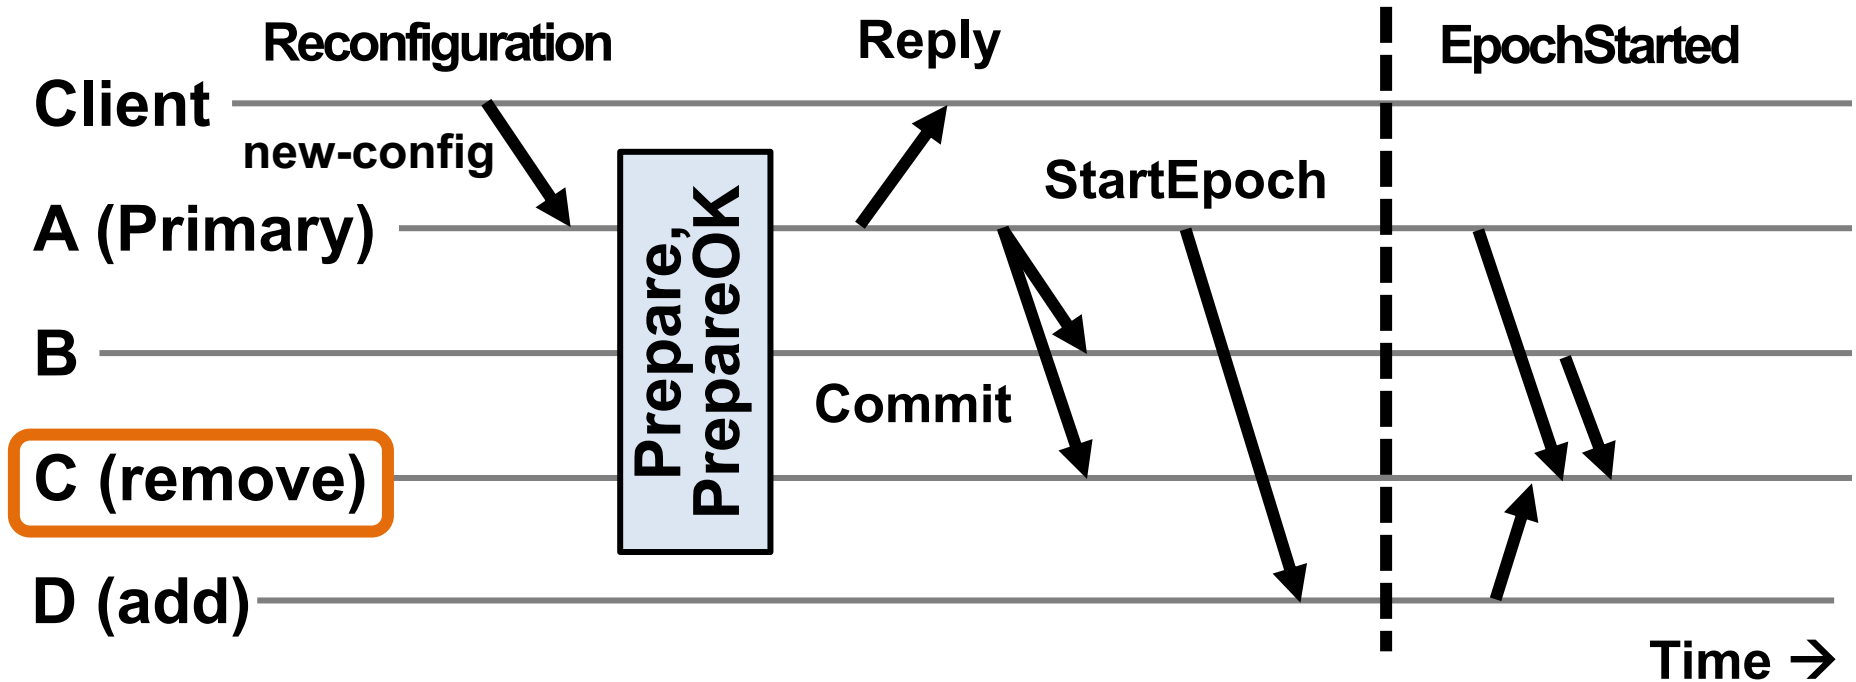 Reconfiguration
Reply
EpochStarted
Client
new-config
StartEpoch
A (Primary)
Prepare,
PrepareOK
B
Commit
C (remove)
D (add)
Time →